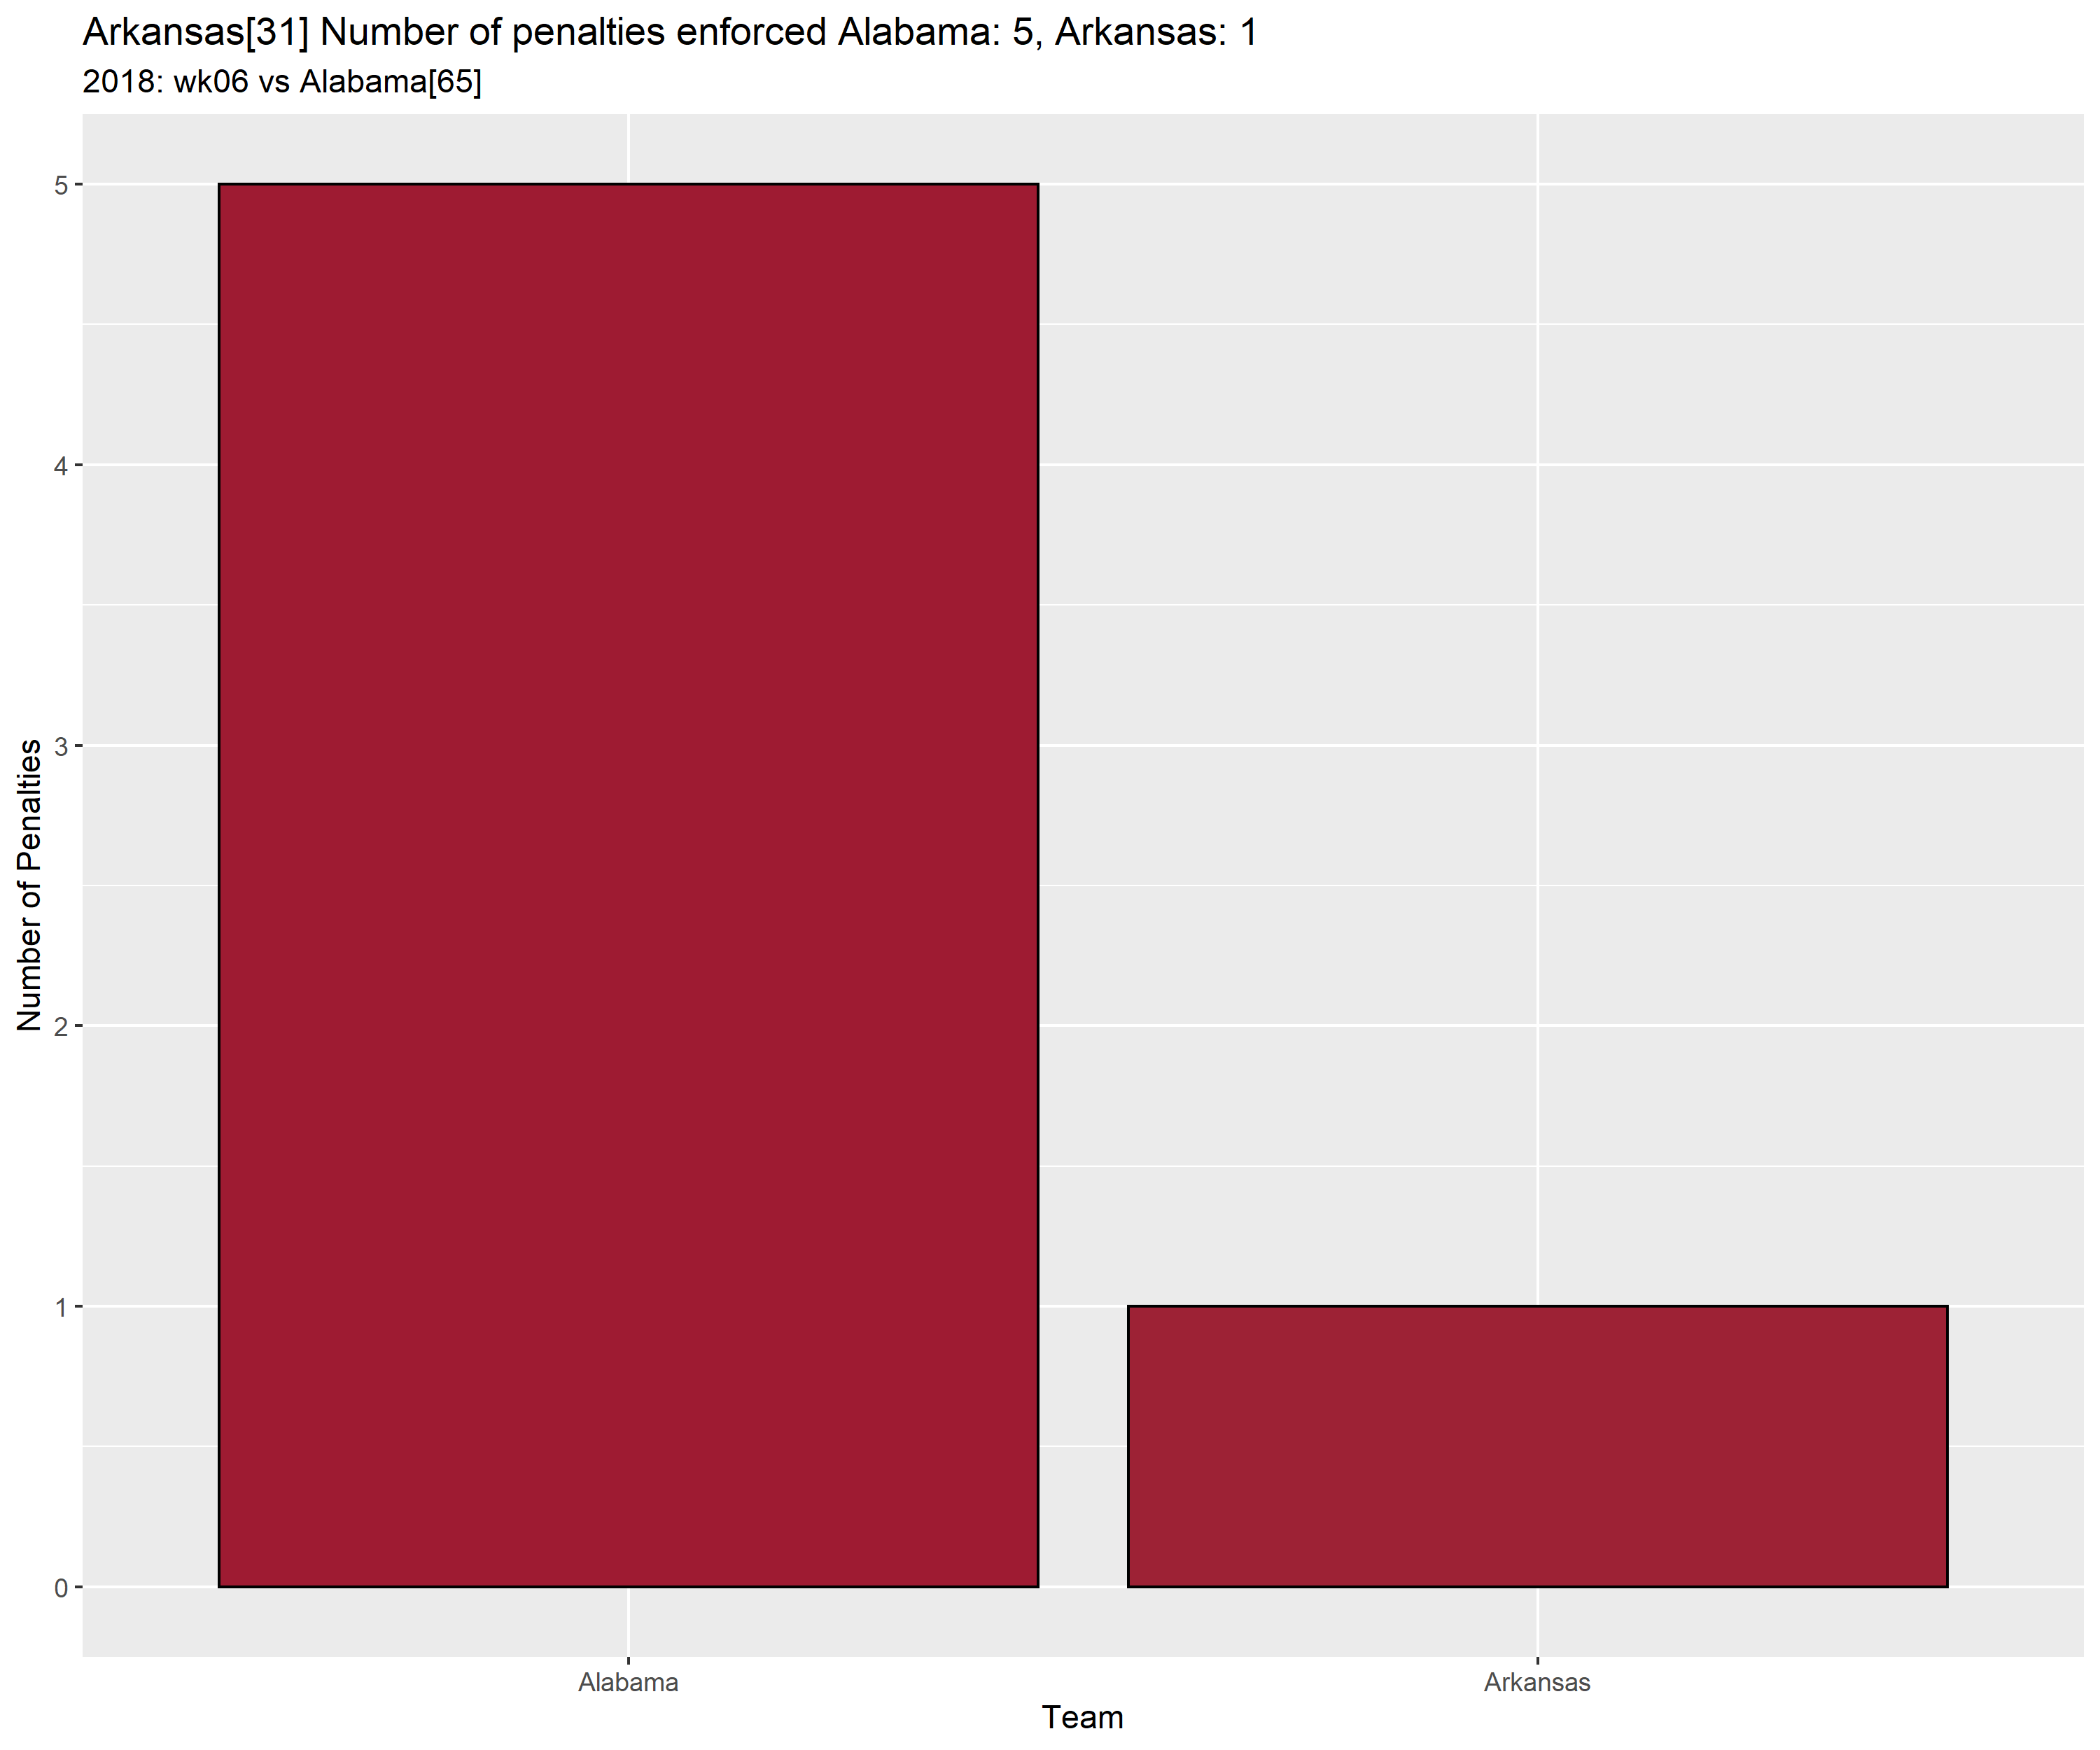 Arkansas[31] Number of penalties enforced Alabama: 5, Arkansas: 1
2018: wk06 vs Alabama[65]
Number of Penalties
5
4
3
2
1
0
Alabama
Arkansas
Team